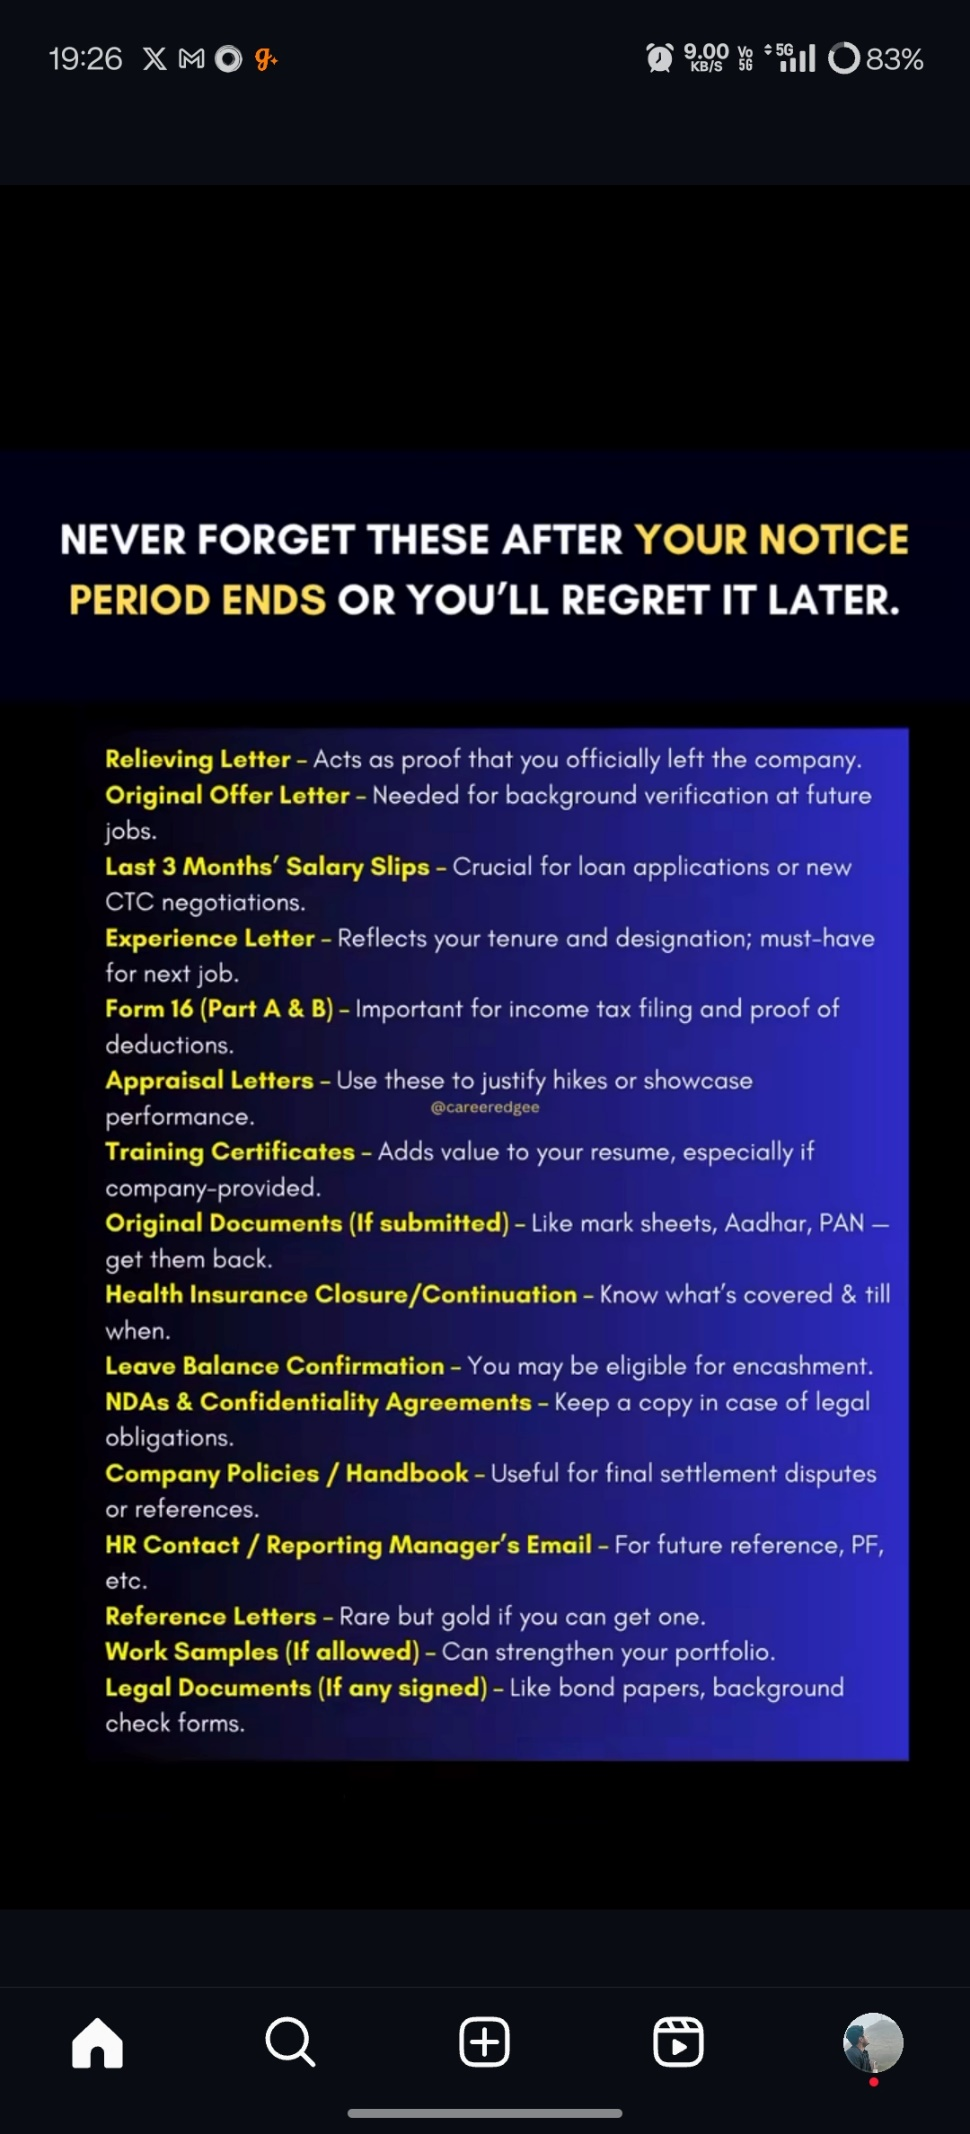 19:26 9.00 KB/S Vo 5G 5G 83%
NEVER FORGET THESE AFTER YOUR NOTICE
PERIOD ENDS OR YOU'LL REGRET IT LATER.
Relieving Letter – Acts as proof that you officially left the company.
Original Offer Letter – Needed for background verification at future
jobs.
Last 3 Months' Salary Slips – Crucial for loan applications or new
CTC negotiations.
Experience Letter – Reflects your tenure and designation; must-have
for next job.
Form 16 (Part A & B) – Important for income tax filing and proof of
deductions.
Appraisal Letters – Use these to justify hikes or showcase
performance.
@careeredgee
Training Certificates – Adds value to your resume, especially if
company-provided.
Original Documents (If submitted) – Like mark sheets, Aadhar, PAN —
get them back.
Health Insurance Closure/Continuation – Know what's covered & till
when.
Leave Balance Confirmation – You may be eligible for encashment.
NDAs & Confidentiality Agreements – Keep a copy in case of legal
obligations.
Company Policies / Handbook – Useful for final settlement disputes
or references.
HR Contact / Reporting Manager's Email – For future reference, PF,
etc.
Reference Letters – Rare but gold if you can get one.
Work Samples (If allowed) – Can strengthen your portfolio.
Legal Documents (If any signed) – Like bond papers, background
check forms.